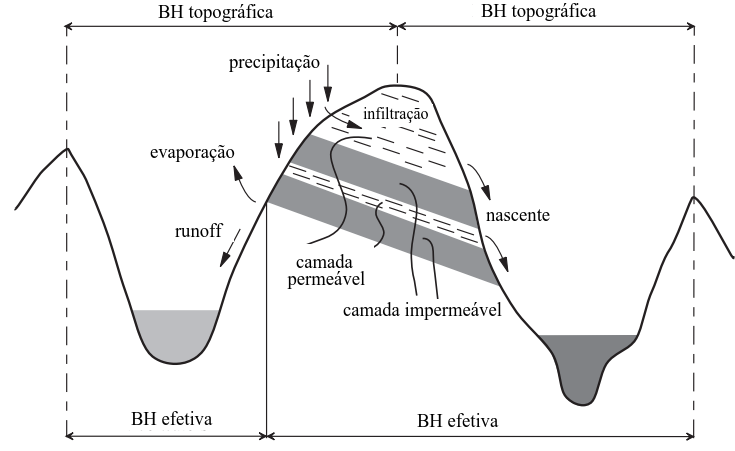 BH topográfica
BH topográfica
precipitação
infiltração
evaporação
nascente
runoff
camada
permeável
camada impermeável
BH efetiva
BH efetiva